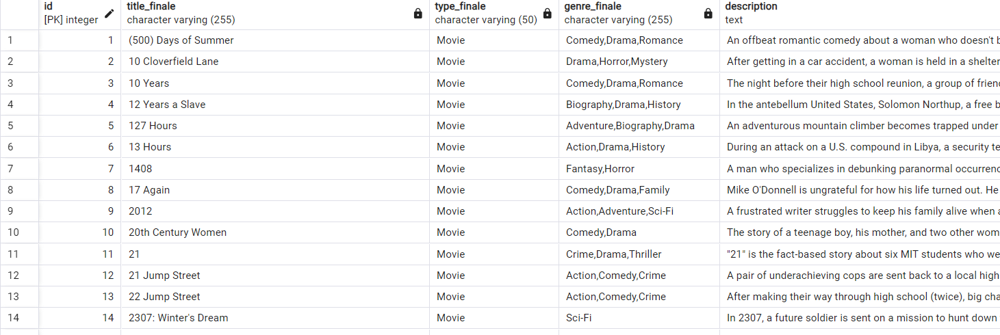 id title_finale type_finale genre_finale description
[PK] integer character varying (255) character varying (50) character varying (255) text
1 1 (500) Days of Summer Movie Comedy,Drama,Romance An offbeat romantic comedy about a woman who doesn't
2 2 10 Cloverfield Lane Movie Drama,Horror,Mystery After getting in a car accident, a woman is held in a shelter
3 3 10 Years Movie Comedy,Drama,Romance The night before their high school reunion, a group of
4 4 12 Years a Slave Movie Biography,Drama,History In the antebellum United States, Solomon Northup, a free
5 5 127 Hours Movie Adventure,Biography,Drama An adventurous mountain climber becomes trapped under
6 6 13 Hours Movie Action,Drama,History During an attack on a U.S. compound in Libya, a security
7 7 1408 Movie Fantasy,Horror A man who specializes in debunking paranormal
8 8 17 Again Movie Comedy,Drama,Family Mike O'Donnell is ungrateful for how his life turned out. He
9 9 2012 Movie Action,Adventure,Sci-Fi A frustrated writer struggles to keep his family alive when
10 10 20th Century Women Movie Comedy,Drama The story of a teenage boy, his mother, and two other
11 11 21 Movie Crime,Drama,Thriller "21" is the fact-based story about six MIT students who
12 12 21 Jump Street Movie Action,Comedy,Crime A pair of underachieving cops are sent back to a local high
13 13 22 Jump Street Movie Action,Comedy,Crime After making their way through high school (twice), big
14 14 2307: Winter's Dream Movie Sci-Fi In 2307, a future soldier is sent on a mission to hunt down